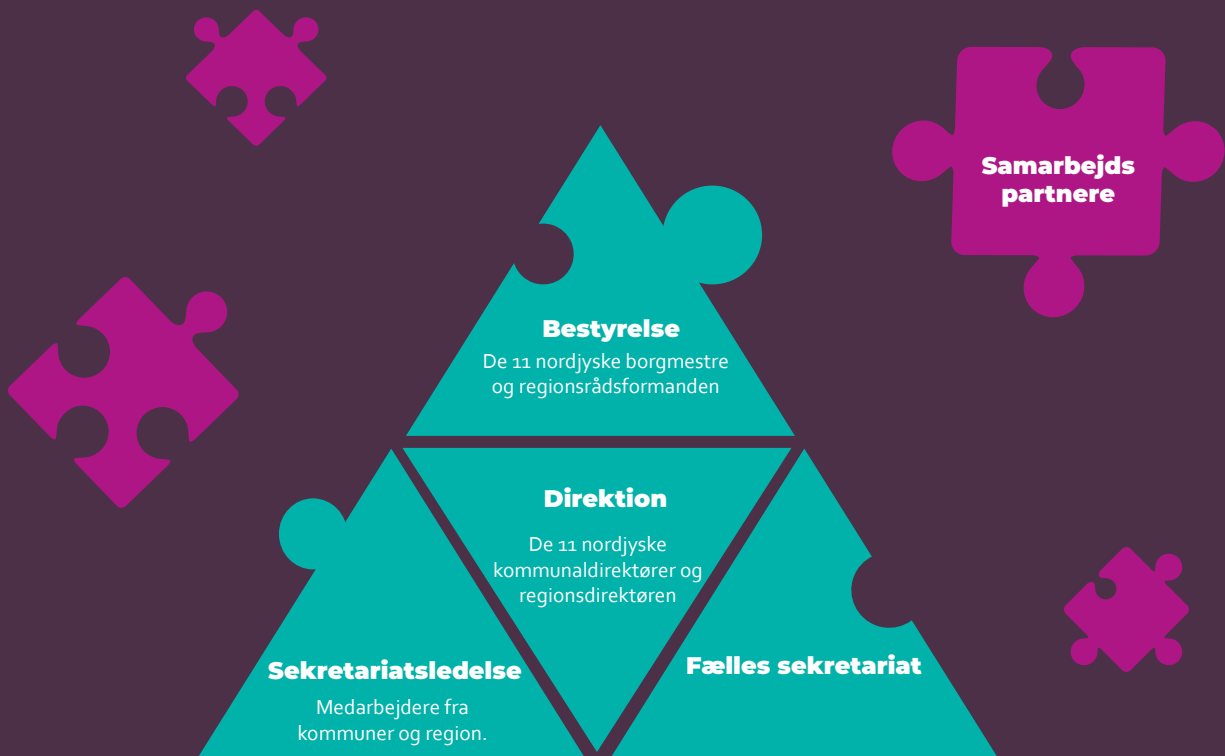 Samarbejds
partnere
Bestyrelse
De 11 nordjyske borgmestre
og regionsrådsformanden
Direktion
De 11 nordjyske
kommunaldirektører og
regionsdirektøren
Sekretariatsledelse
Medarbejdere fra
kommuner og region.
Fælles sekretariat